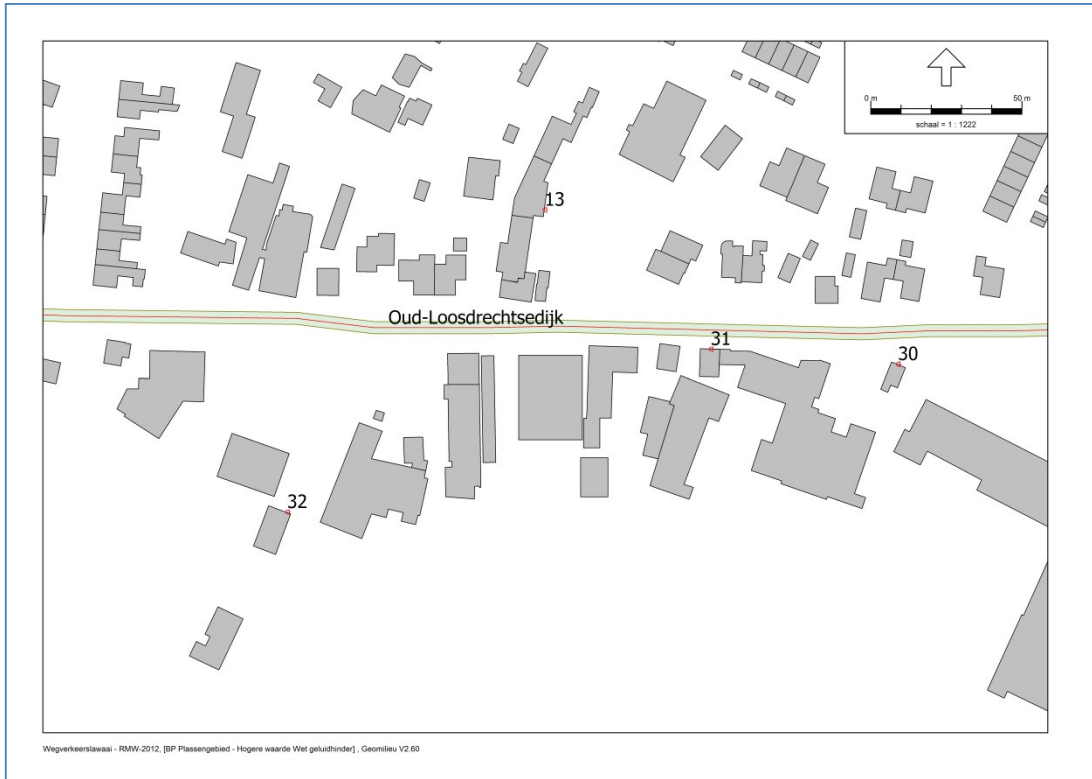 0 m 50 m
schaal = 1 : 1222
13
Oud-Loosdrechtsedijk
31
30
32
Wegverkeerslawaai - RMW-2012, [BP Plassengebied - Hogere waarde Wet geluidhinder] , Geomilieu V2.60